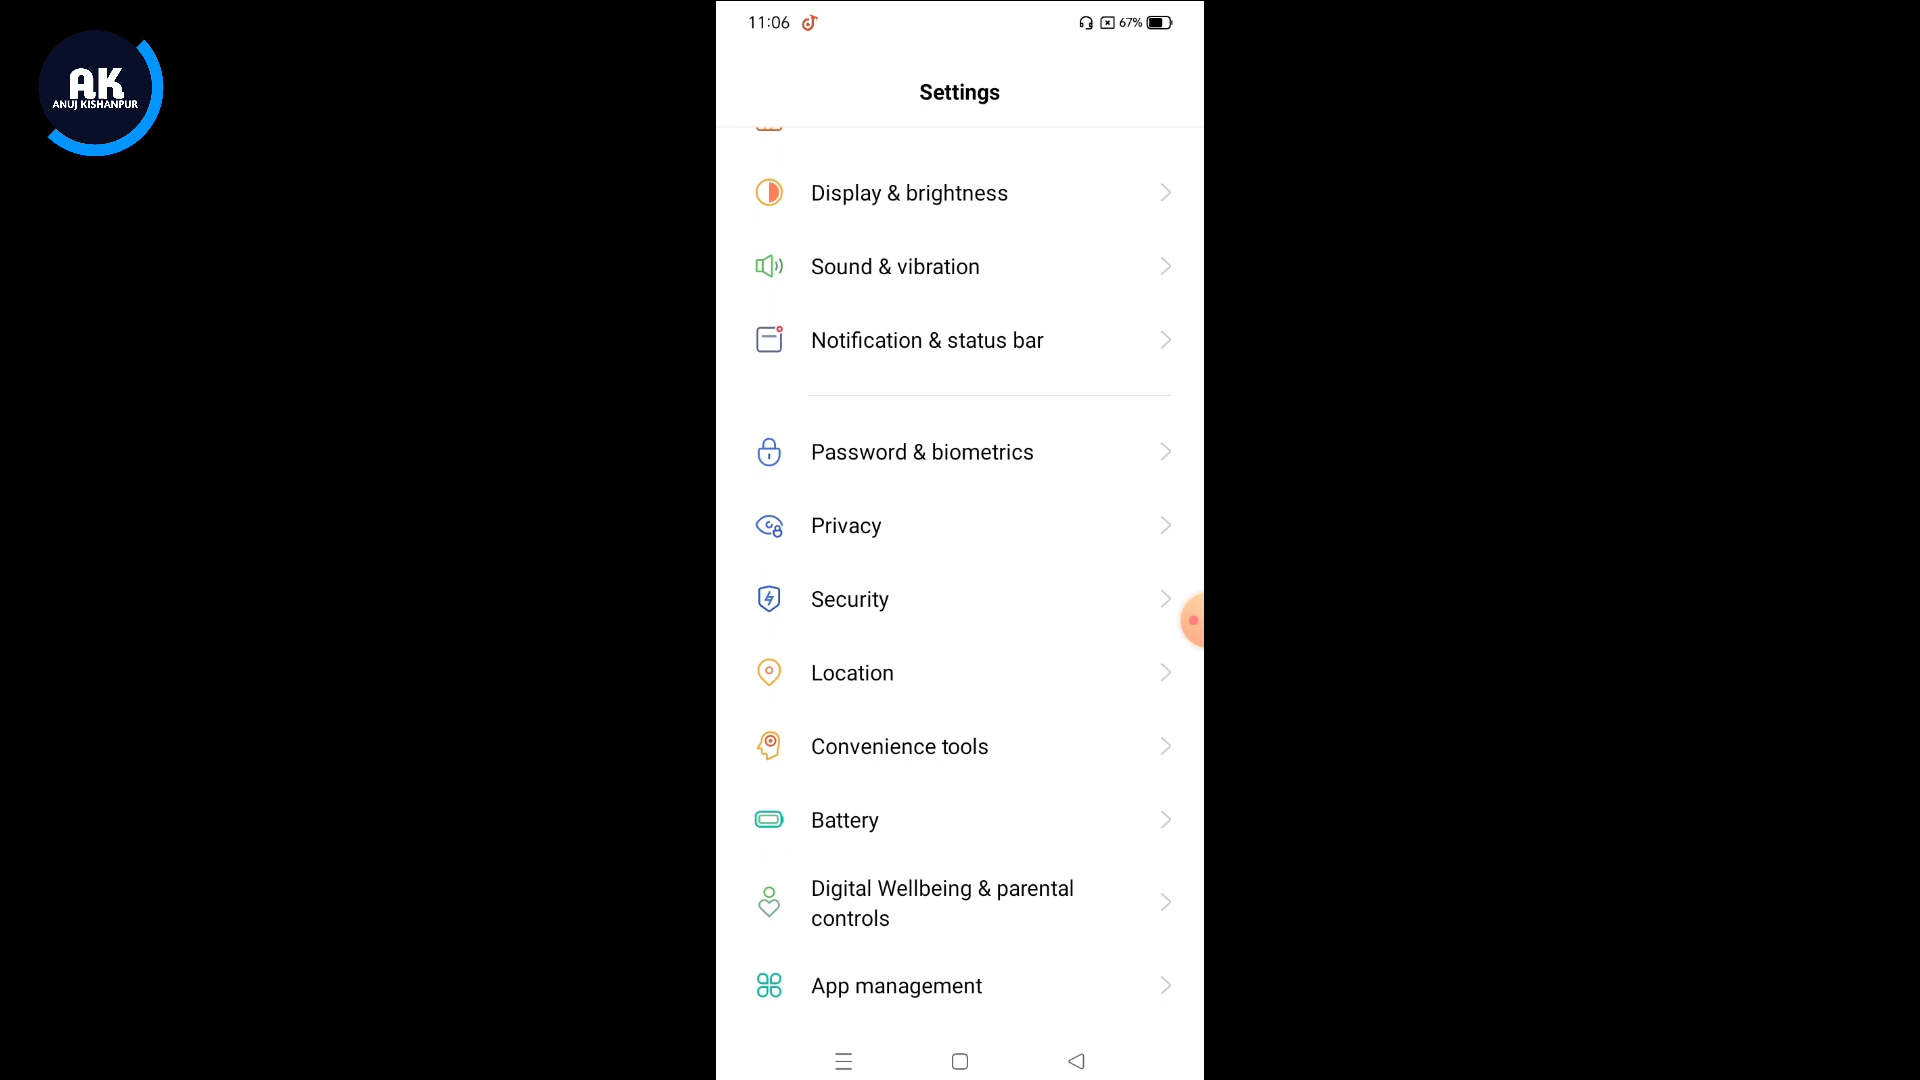 AK
ANUJ KISHANPUR
11:06
67%
Settings
Display & brightness
Sound & vibration
Notification & status bar
Password & biometrics
Privacy
Security
Location
Convenience tools
Battery
Digital Wellbeing & parental
controls
App management